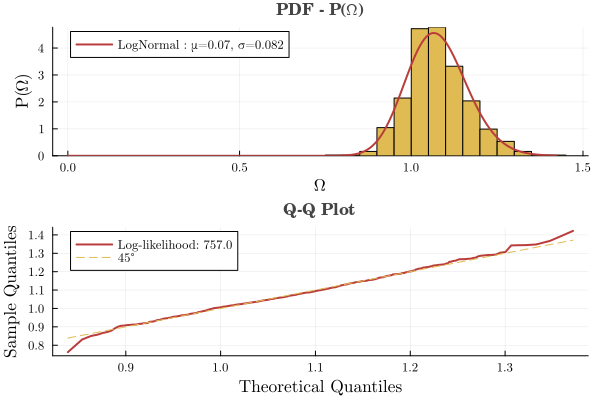 PDF - P(Ω)
LogNormal : μ=0.07, σ=0.082
P(Ω)
4
3
2
1
0
0.0 0.5 1.0 1.5
Ω
Q-Q Plot
Log-likelihood: 757.0
45°
Sample Quantiles
1.4
1.3
1.2
1.1
1.0
0.9
0.8
0.9 1.0 1.1 1.2 1.3
Theoretical Quantiles